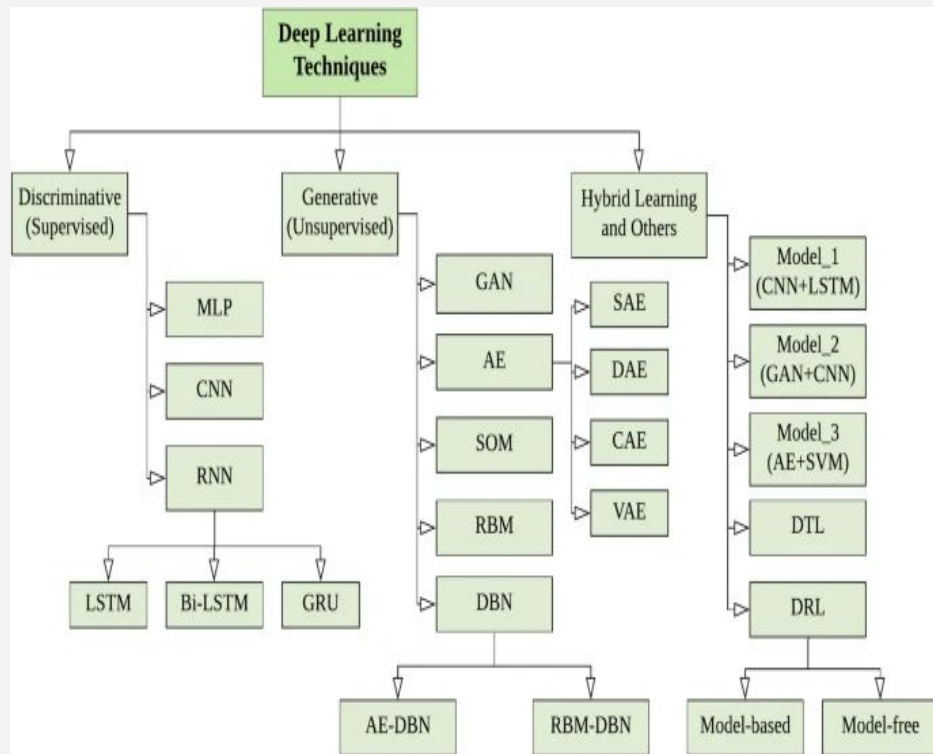 Deep Learning
Techniques
Discriminative
(Supervised)
Generative
(Unsupervised)
Hybrid Learning
and Others
MLP
CNN
RNN
LSTM
Bi-LSTM
GRU
GAN
AE
SOM
RBM
DBN
SAE
DAE
CAE
VAE
AE-DBN
RBM-DBN
Model_1
(CNN+LSTM)
Model_2
(GAN+CNN)
Model_3
(AE+SVM)
DTL
DRL
Model-based
Model-free